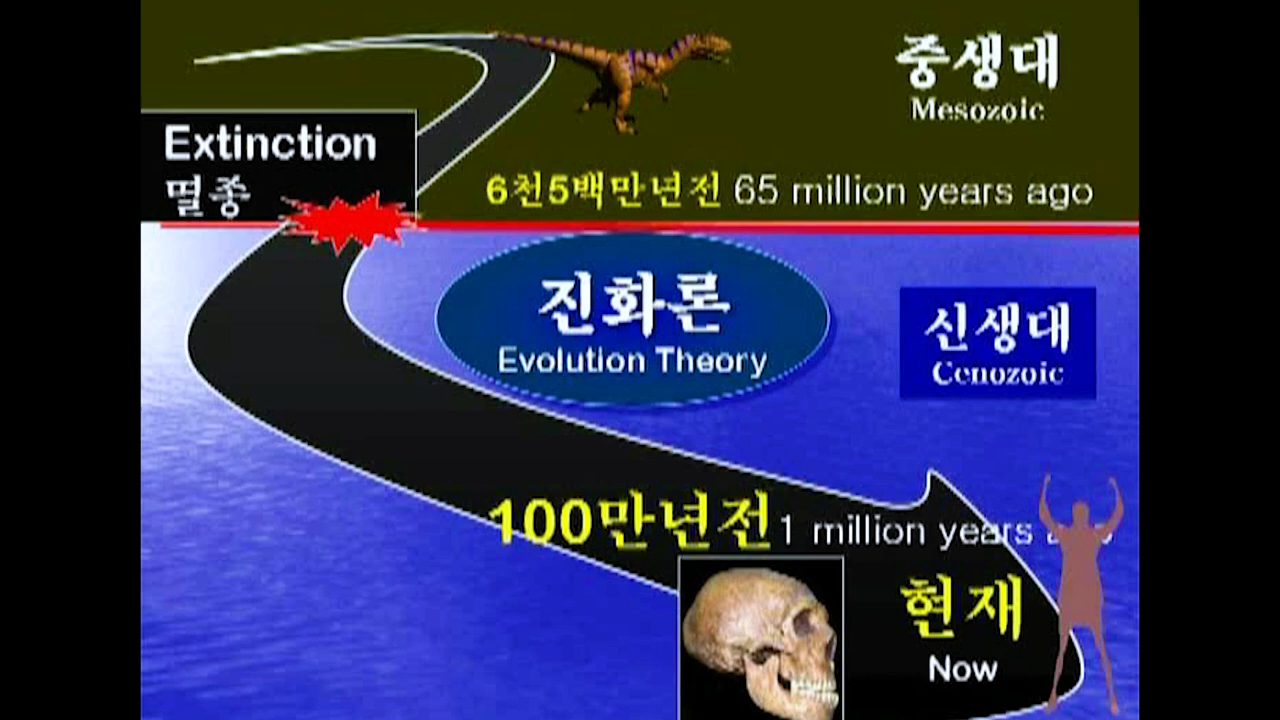 중생대
Mesozoic
Extinction
멸종
6천5백만년전 65 million years ago
진화론
Evolution Theory
신생대
Cenozoic
100만년전 1 million years
현재
Now